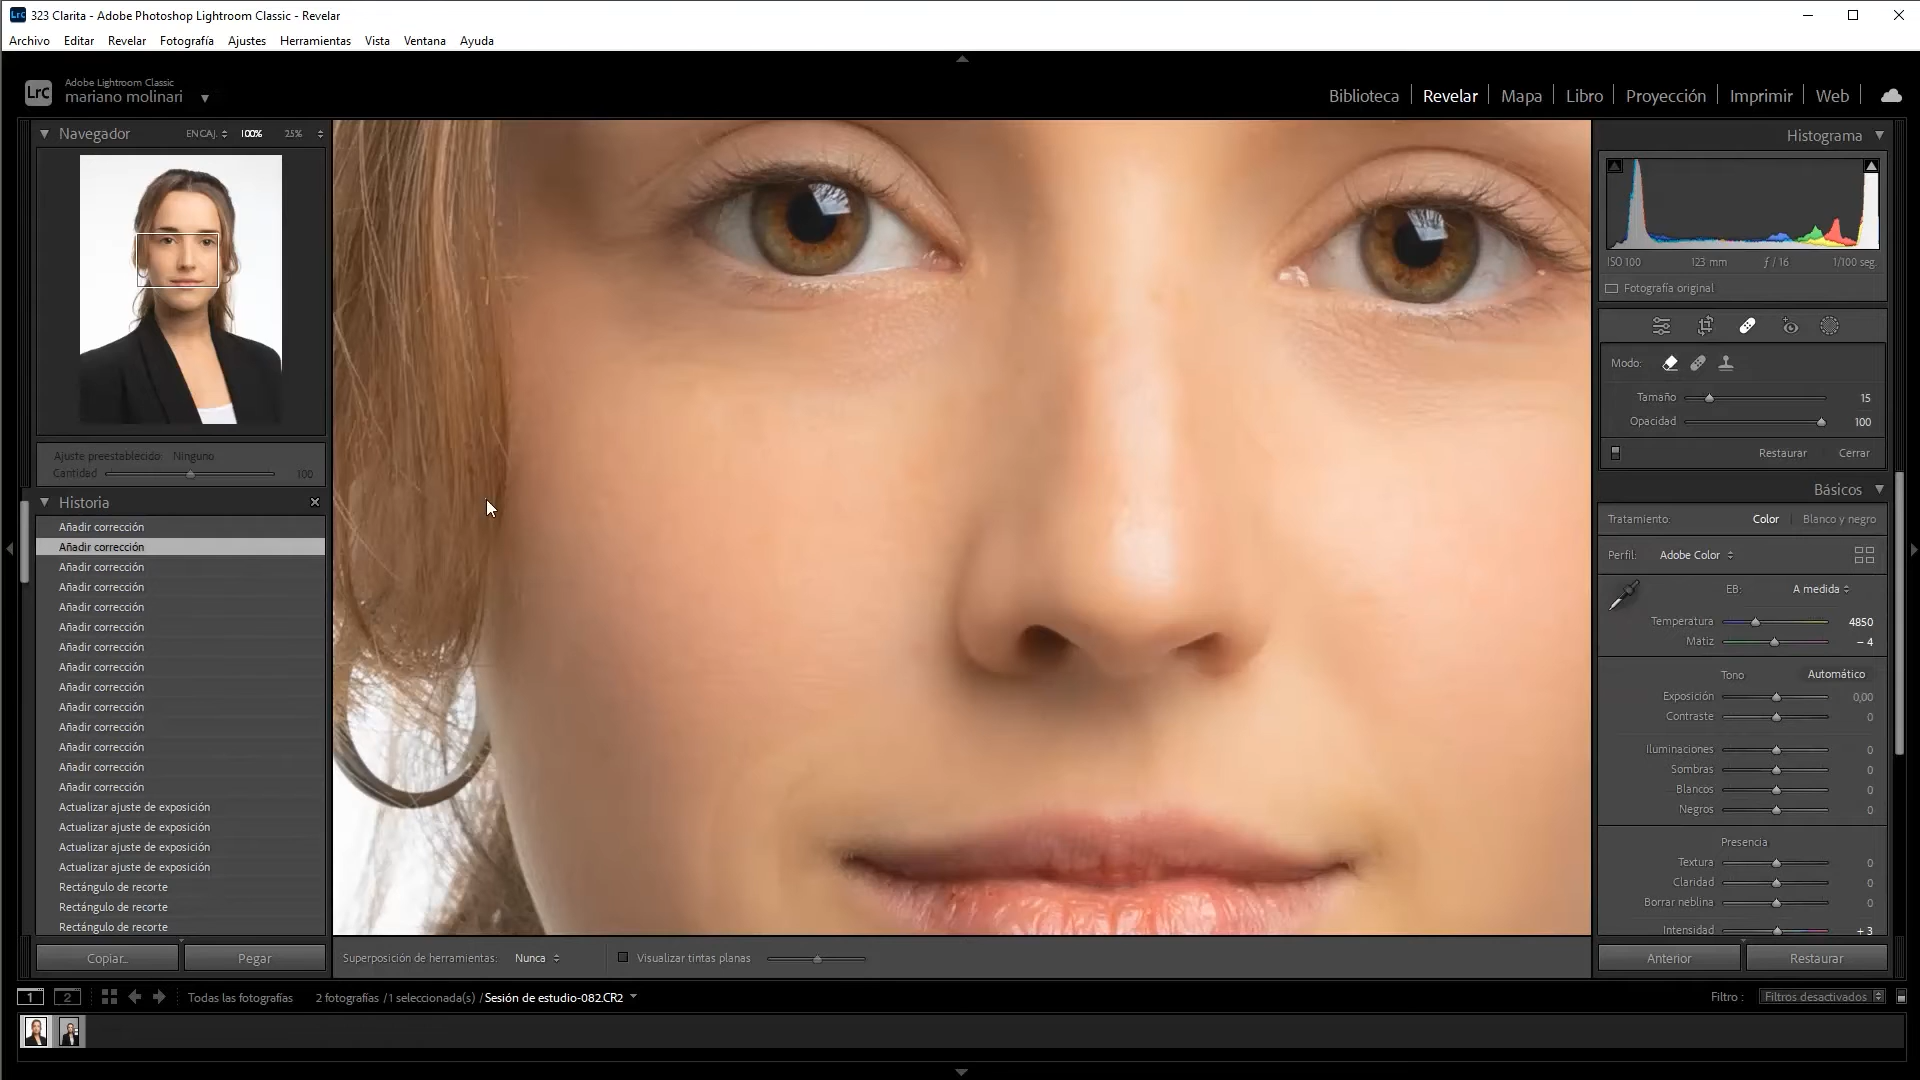 323 Clarita - Adobe Photoshop Lightroom Classic - Revelar
Archivo Editar Revelar Fotografía Ajustes Herramientas Vista Ventana Ayuda
LrC
Adobe Lightroom Classic
mariano molinari
Biblioteca Revelar Mapa Libro Proyección Imprimir Web
Navegador ENCAJ. 100% 25%
Ajuste preestablecido: Ninguno
Cantidad 100
Historia
Añadir corrección
Añadir corrección
Añadir corrección
Añadir corrección
Añadir corrección
Añadir corrección
Añadir corrección
Añadir corrección
Añadir corrección
Añadir corrección
Añadir corrección
Añadir corrección
Añadir corrección
Añadir corrección
Actualizar ajuste de exposición
Actualizar ajuste de exposición
Actualizar ajuste de exposición
Actualizar ajuste de exposición
Rectángulo de recorte
Rectángulo de recorte
Rectángulo de recorte
Copiar... Pegar
Histograma
ISO 100 123 mm ƒ / 16 1/100 seg.
Fotografía original
Modo:
Tamaño 15
Opacidad 100
Restaurar Cerrar
Básicos
Tratamiento: Color Blanco y negro
Perfil: Adobe Color
EB: A medida
Temperatura 4850
Matiz – 4
Tono Automático
Exposición 0,00
Contraste 0
Iluminaciones 0
Sombras 0
Blancos 0
Negros 0
Presencia
Textura 0
Claridad 0
Borrar neblina 0
Intensidad + 3
Anterior Restaurar
Superposición de herramientas: Nunca Visualizar tintas planas
1 2 Todas las fotografías 2 fotografías /1 seleccionada(s) /Sesión de estudio-082.CR2
Filtro : Filtros desactivados